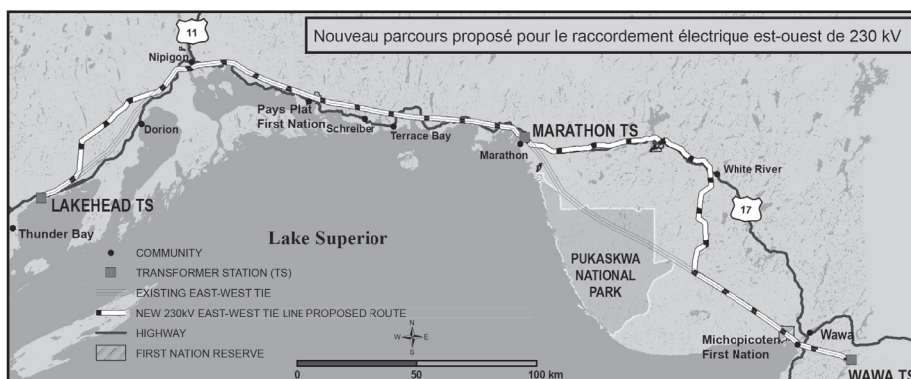 Nouveau parcours proposé pour le raccordement électrique est-ouest de 230 kV
11
Nipigon
Dorion
Pays Plat
First Nation
Schreiber
Terrace Bay
MARATHON TS
Marathon
White River
17
LAKEHEAD TS
Thunder Bay
Lake Superior
PUKASKWA
NATIONAL
PARK
COMMUNITY
TRANSFORMER STATION (TS)
EXISTING EAST-WEST TIE
NEW 230kV EAST-WEST TIE LINE PROPOSED ROUTE
HIGHWAY
FIRST NATION RESERVE
N
W E
S
0 50 100 km
Michcpicoten
First Nation
Wawa
WAWA TS